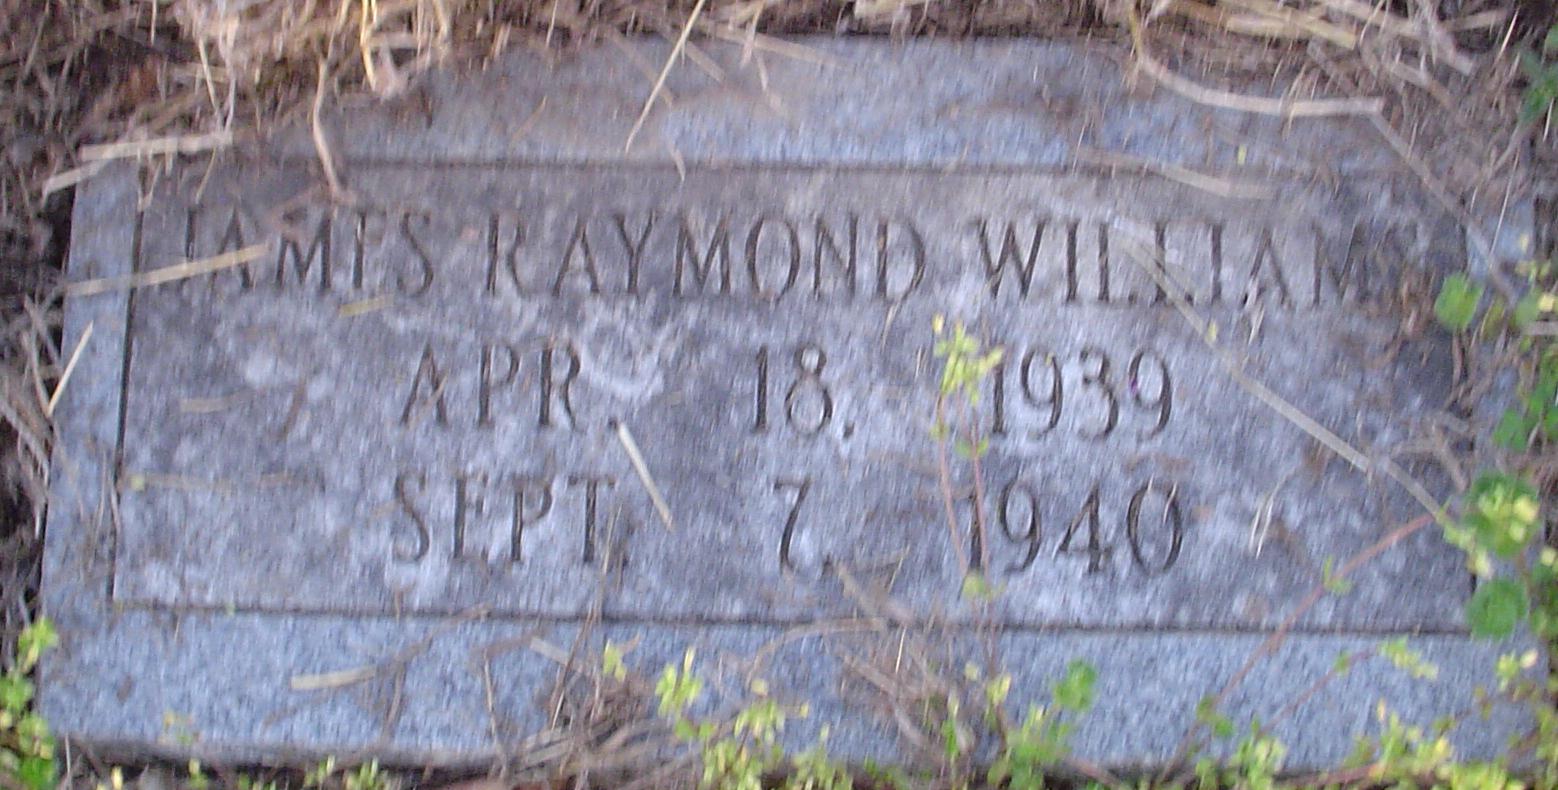 JAMES RAYMOND WILLIAMS
APR. 18. 1939
SEPT. 7. 1940